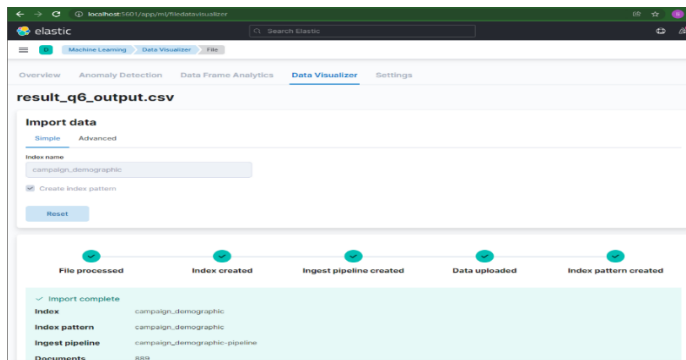 localhost:5601/app/ml/filedatavisualizer
elastic
Search Elastic
D
Machine Learning
Data Visualizer
File
Overview
Anomaly Detection
Data Frame Analytics
Data Visualizer
Settings
result_q6_output.csv
Import data
Simple
Advanced
Index name
campaign_demographic
Create index pattern
Reset
File processed
Index created
Ingest pipeline created
Data uploaded
Index pattern created
Import complete
Index campaign_demographic
Index pattern campaign_demographic
Ingest pipeline campaign_demographic-pipeline
Documents 889